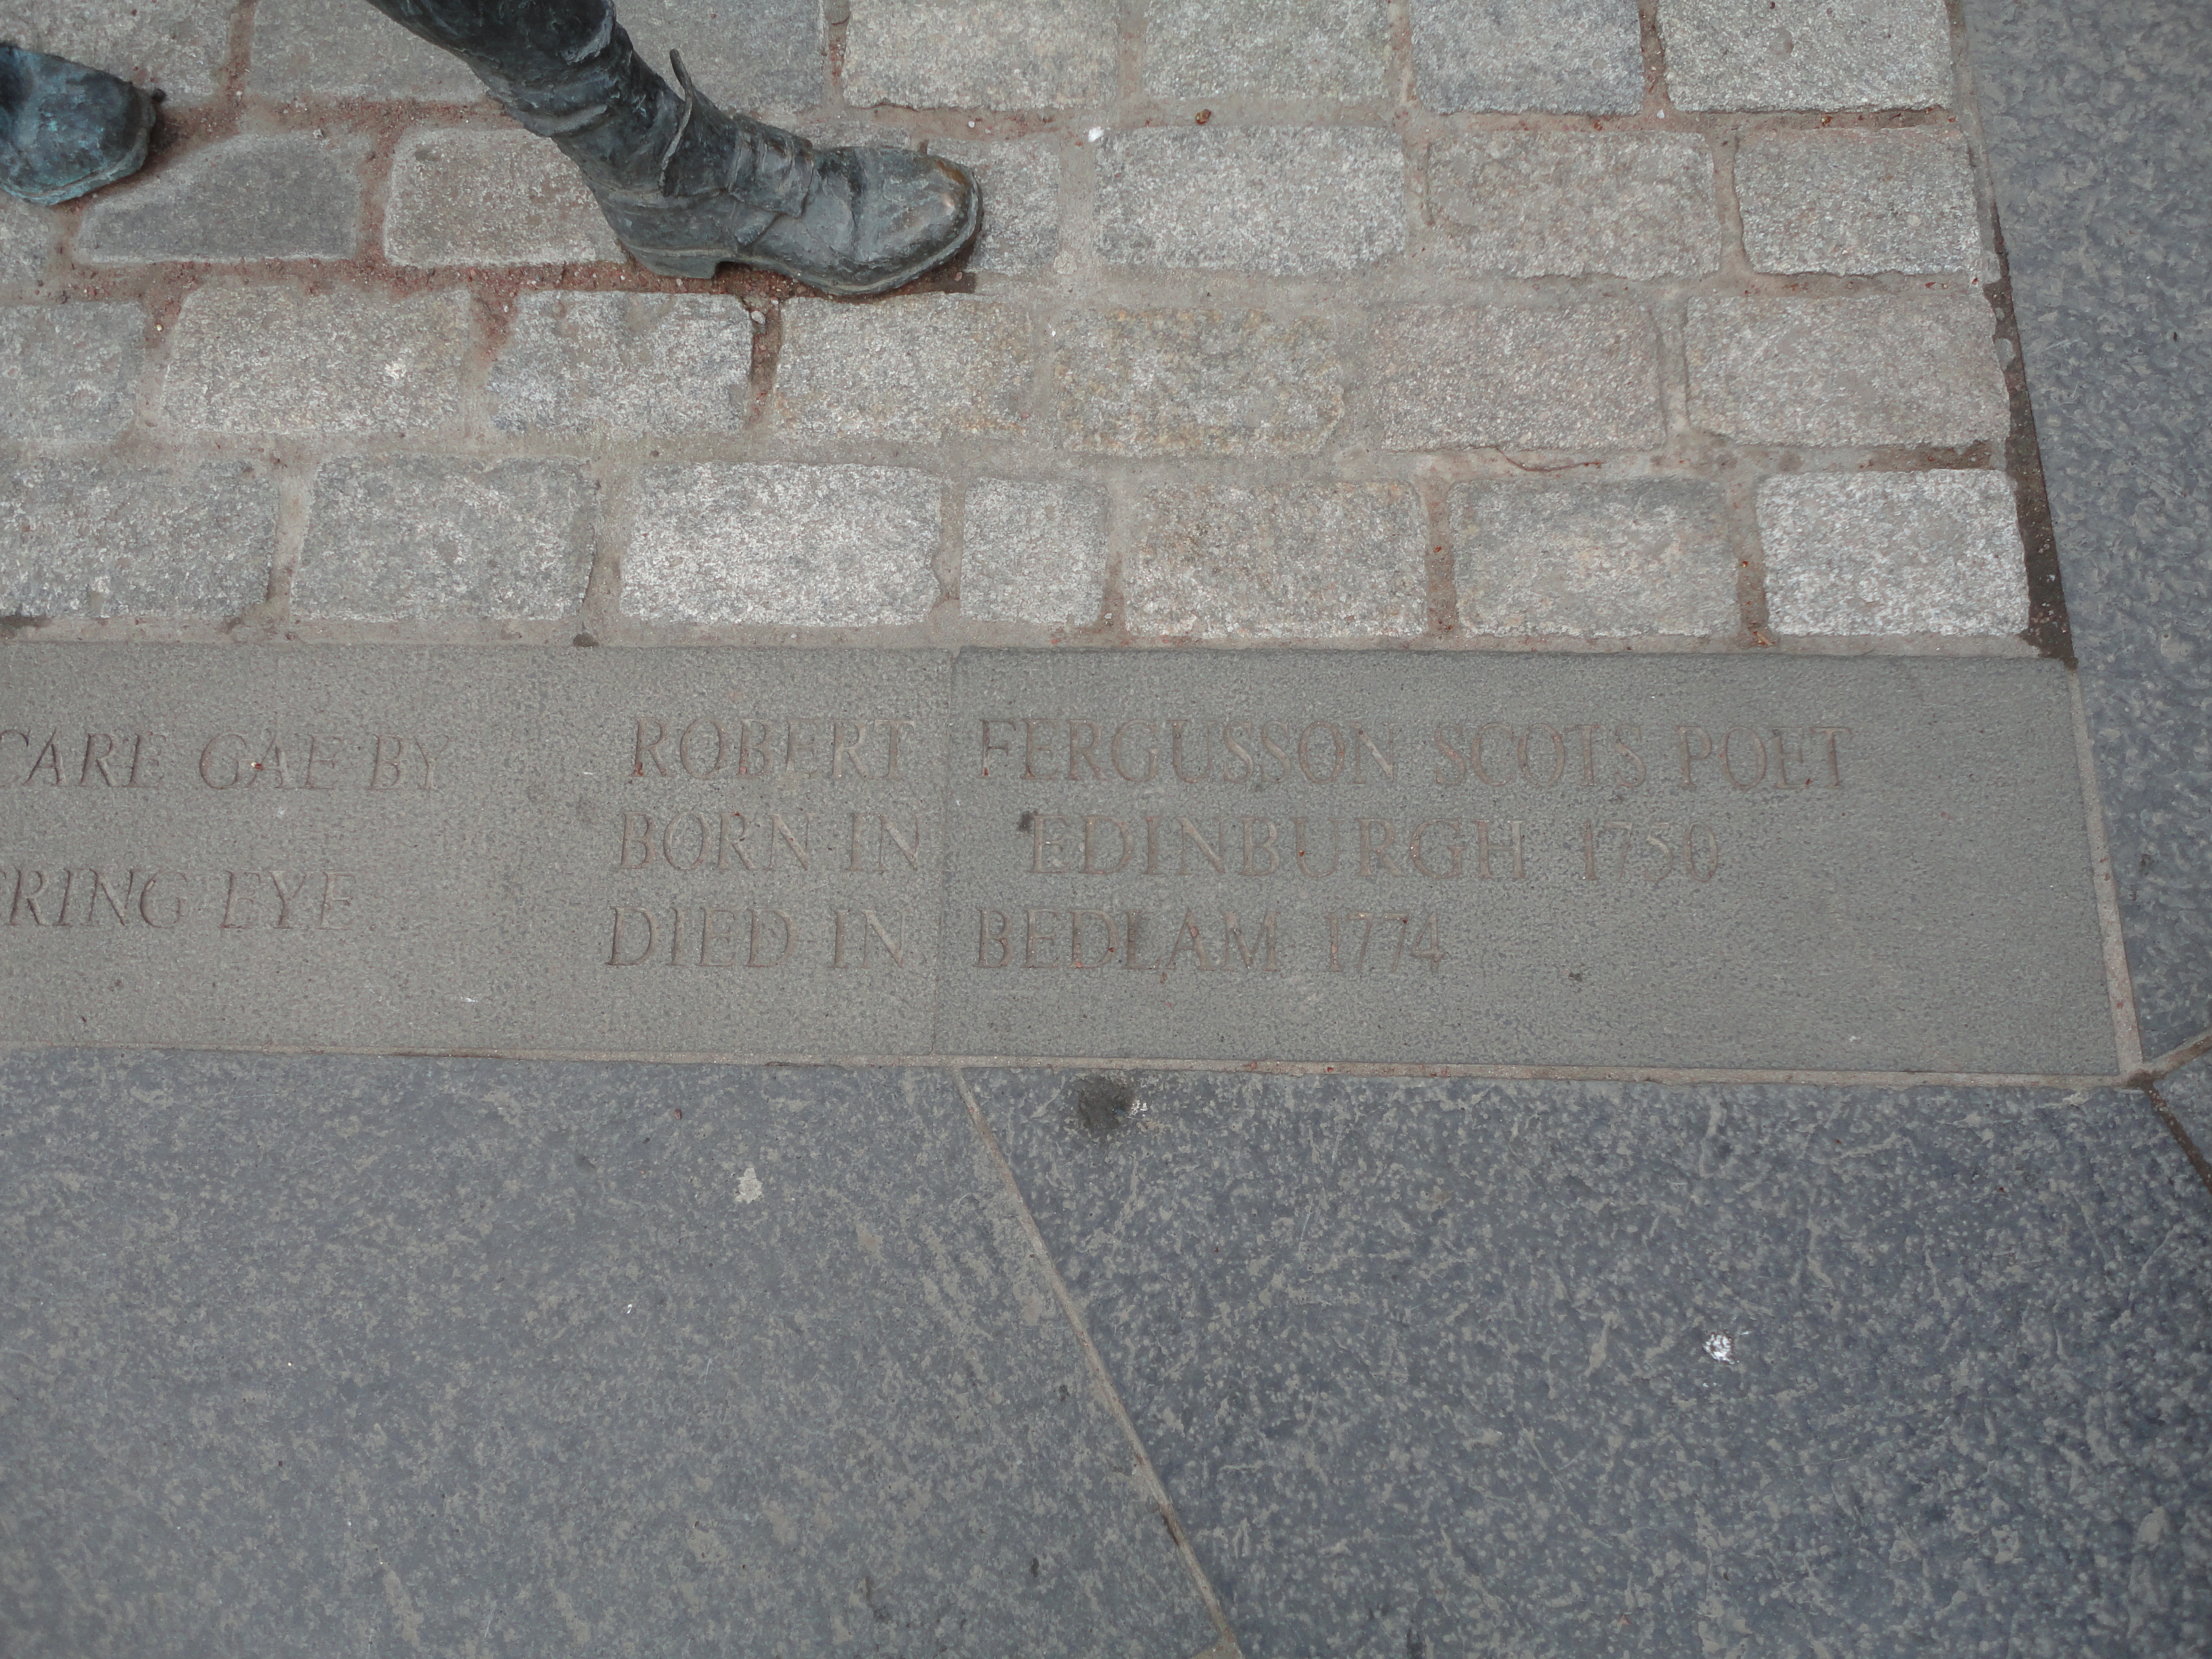 CARE GAE BY
RING EYE
ROBERT FERGUSSON SCOTS POET
BORN IN EDINBURGH 1750
DIED IN BEDLAM 1774